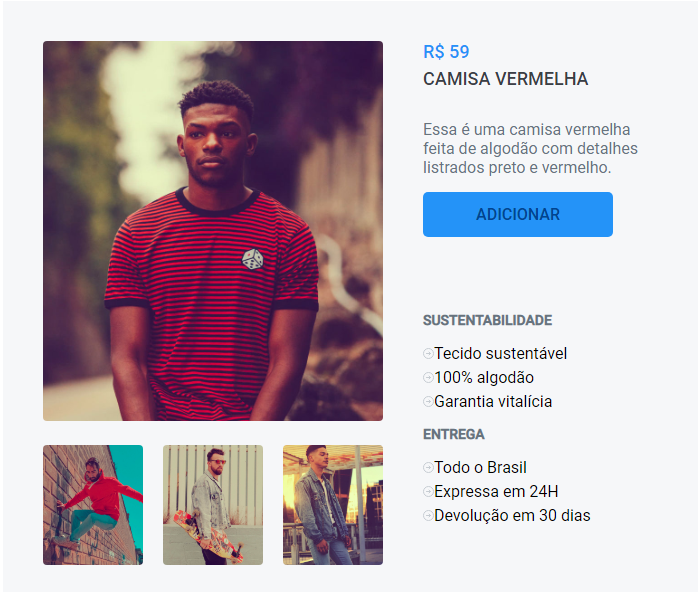 R$ 59
CAMISA VERMELHA
Essa é uma camisa vermelha
feita de algodão com detalhes
listrados preto e vermelho.
ADICIONAR
SUSTENTABILIDADE
Tecido sustentável
100% algodão
Garantia vitalícia
ENTREGA
Todo o Brasil
Expressa em 24H
Devolução em 30 dias